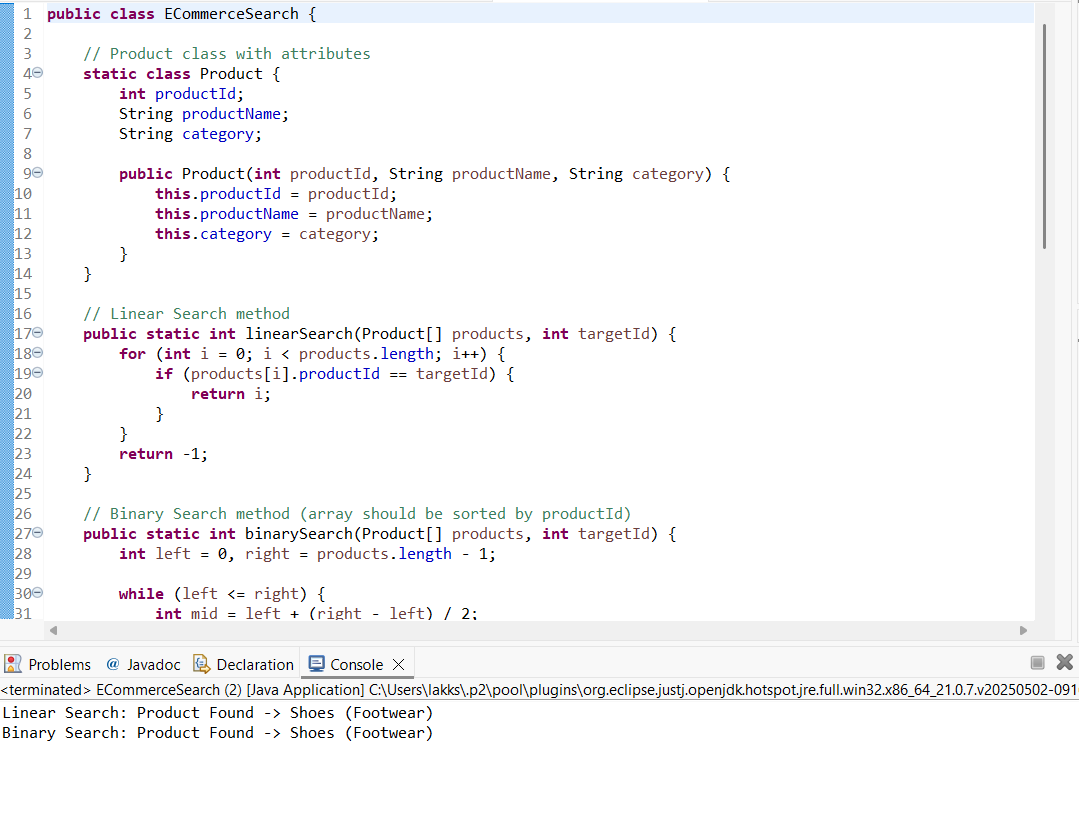 1 public class ECommerceSearch {
2
3     // Product class with attributes
4     static class Product {
5         int productId;
6         String productName;
7         String category;
8
9         public Product(int productId, String productName, String category) {
10             this.productId = productId;
11             this.productName = productName;
12             this.category = category;
13         }
14     }
15
16     // Linear Search method
17     public static int linearSearch(Product[] products, int targetId) {
18         for (int i = 0; i < products.length; i++) {
19             if (products[i].productId == targetId) {
20                 return i;
21             }
22         }
23         return -1;
24     }
25
26     // Binary Search method (array should be sorted by productId)
27     public static int binarySearch(Product[] products, int targetId) {
28         int left = 0, right = products.length - 1;
29
30         while (left <= right) {
31             int mid = left + (right - left) / 2;
Problems @ Javadoc Declaration Console
<terminated> ECommerceSearch (2) [Java Application] C:\Users\lakks\.p2\pool\plugins\org.eclipse.justj.openjdk.hotspot.jre.full.win32.x86_64_21.0.7.v20250502-091
Linear Search: Product Found -> Shoes (Footwear)
Binary Search: Product Found -> Shoes (Footwear)